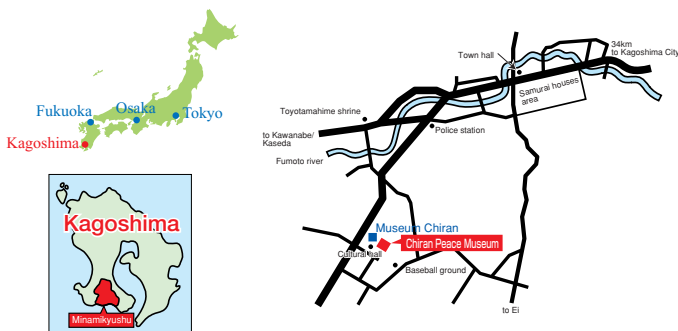 Fukuoka
Osaka
Tokyo
Kagoshima
Kagoshima
Minamikyushu
34km
to Kagoshima City
Town hall
Samurai houses
area
Toyotamahime shrine
Police station
to Kawanabe/
Kaseda
Fumoto river
Museum Chiran
Chiran Peace Museum
Cultural hall
Baseball ground
to Ei